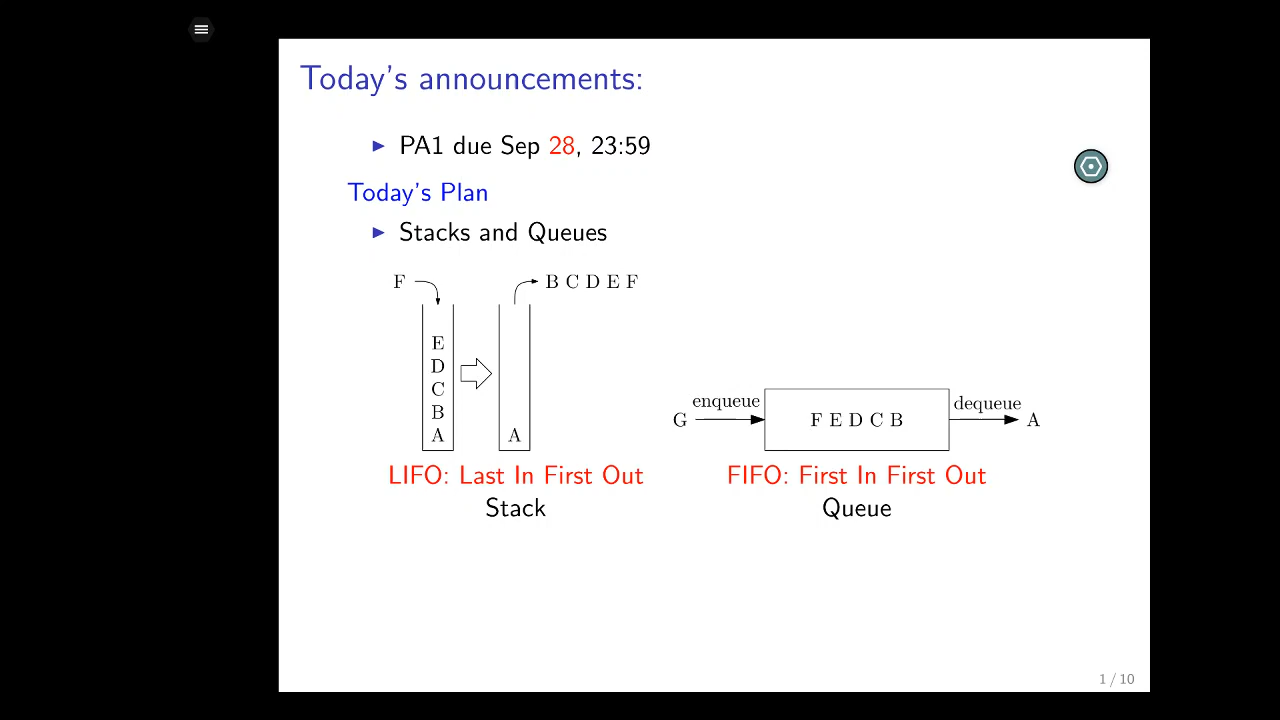 Today's announcements:
▶ PA1 due Sep 28, 23:59
Today's Plan
▶ Stacks and Queues
F
B C D E F
E
D
C
B
A
A
enqueue
dequeue
G
F E D C B
A
LIFO: Last In First Out
Stack
FIFO: First In First Out
Queue
1 / 10